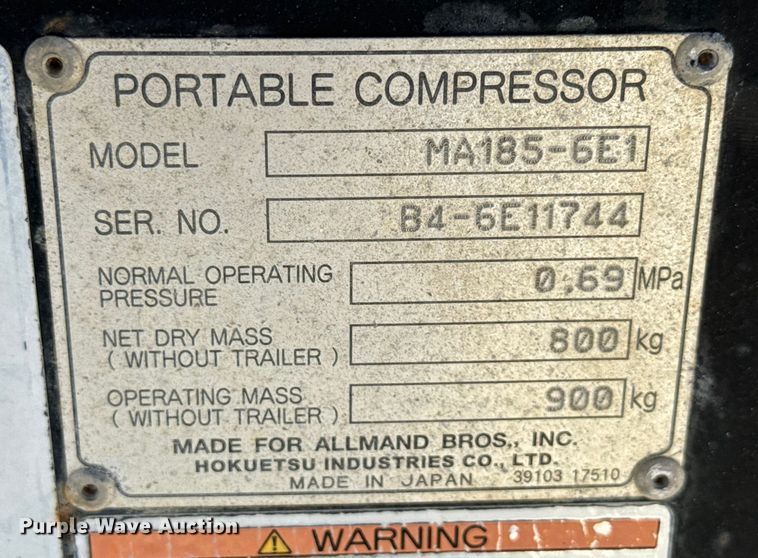 PORTABLE COMPRESSOR
MODEL MA185-6E1
SER. NO. B4-6E11744
NORMAL OPERATING
PRESSURE 0.69 MPa
NET DRY MASS
( WITHOUT TRAILER ) 800 kg
OPERATING MASS
( WITHOUT TRAILER ) 900 kg
MADE FOR ALLMAND BROS., INC.
HOKUETSU INDUSTRIES CO., LTD.
MADE IN JAPAN 39103 17510
WARNING
Purple Wave Auction